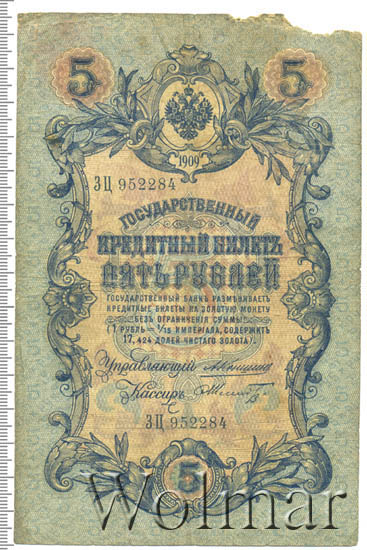 5 5
1909
ЗЦ 952284
ГОСУДАРСТВЕННЫЙ
КРЕДИТНЫЙ БИЛЕТЪ
ПЯТЬ РУБЛЕЙ
ГОСУДАРСТВЕННЫЙ БАНКЪ РАЗМѢНИВАЕТЪ
КРЕДИТНЫЕ БИЛЕТЫ НА ЗОЛОТУЮ МОНЕТУ
БЕЗЪ ОГРАНИЧЕНІЯ СУММЫ
(1 РУБЛЬ = 1/15 ИМПЕРІАЛА, СОДЕРЖИТЪ
17,424 ДОЛЕЙ ЧИСТАГО ЗОЛОТА).
Управляющій
Кассиръ
ЗЦ 952284
5
Wolmar